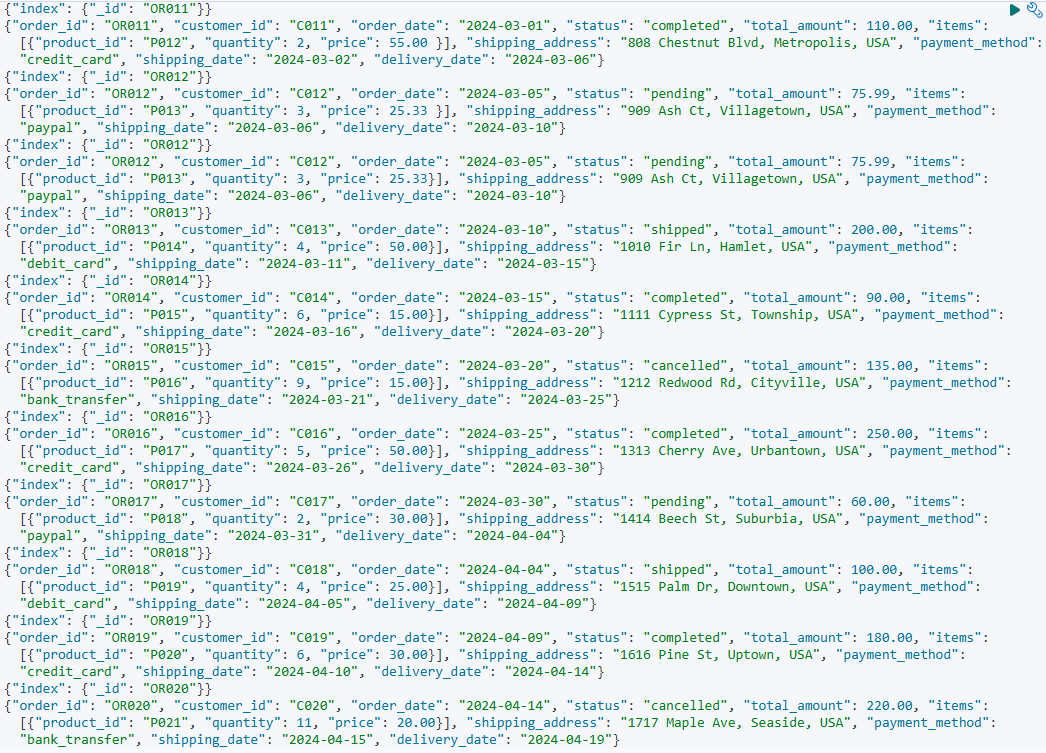 {"index": {"_id": "OR011"}}
{"order_id": "OR011", "customer_id": "C011", "order_date": "2024-03-01", "status": "completed", "total_amount": 110.00, "items":
[{"product_id": "P012", "quantity": 2, "price": 55.00 }], "shipping_address": "808 Chestnut Blvd, Metropolis, USA", "payment_method":
"credit_card", "shipping_date": "2024-03-02", "delivery_date": "2024-03-06"}
{"index": {"_id": "OR012"}}
{"order_id": "OR012", "customer_id": "C012", "order_date": "2024-03-05", "status": "pending", "total_amount": 75.99, "items":
[{"product_id": "P013", "quantity": 3, "price": 25.33 }], "shipping_address": "909 Ash Ct, Villagetown, USA", "payment_method":
"paypal", "shipping_date": "2024-03-06", "delivery_date": "2024-03-10"}
{"index": {"_id": "OR012"}}
{"order_id": "OR012", "customer_id": "C012", "order_date": "2024-03-05", "status": "pending", "total_amount": 75.99, "items":
[{"product_id": "P013", "quantity": 3, "price": 25.33}], "shipping_address": "909 Ash Ct, Villagetown, USA", "payment_method":
"paypal", "shipping_date": "2024-03-06", "delivery_date": "2024-03-10"}
{"index": {"_id": "OR013"}}
{"order_id": "OR013", "customer_id": "C013", "order_date": "2024-03-10", "status": "shipped", "total_amount": 200.00, "items":
[{"product_id": "P014", "quantity": 4, "price": 50.00}], "shipping_address": "1010 Fir Ln, Hamlet, USA", "payment_method":
"debit_card", "shipping_date": "2024-03-11", "delivery_date": "2024-03-15"}
{"index": {"_id": "OR014"}}
{"order_id": "OR014", "customer_id": "C014", "order_date": "2024-03-15", "status": "completed", "total_amount": 90.00, "items":
[{"product_id": "P015", "quantity": 6, "price": 15.00}], "shipping_address": "1111 Cypress St, Township, USA", "payment_method":
"credit_card", "shipping_date": "2024-03-16", "delivery_date": "2024-03-20"}
{"index": {"_id": "OR015"}}
{"order_id": "OR015", "customer_id": "C015", "order_date": "2024-03-20", "status": "cancelled", "total_amount": 135.00, "items":
[{"product_id": "P016", "quantity": 9, "price": 15.00}], "shipping_address": "1212 Redwood Rd, Cityville, USA", "payment_method":
"bank_transfer", "shipping_date": "2024-03-21", "delivery_date": "2024-03-25"}
{"index": {"_id": "OR016"}}
{"order_id": "OR016", "customer_id": "C016", "order_date": "2024-03-25", "status": "completed", "total_amount": 250.00, "items":
[{"product_id": "P017", "quantity": 5, "price": 50.00}], "shipping_address": "1313 Cherry Ave, Urbantown, USA", "payment_method":
"credit_card", "shipping_date": "2024-03-26", "delivery_date": "2024-03-30"}
{"index": {"_id": "OR017"}}
{"order_id": "OR017", "customer_id": "C017", "order_date": "2024-03-30", "status": "pending", "total_amount": 60.00, "items":
[{"product_id": "P018", "quantity": 2, "price": 30.00}], "shipping_address": "1414 Beech St, Suburbia, USA", "payment_method":
"paypal", "shipping_date": "2024-03-31", "delivery_date": "2024-04-04"}
{"index": {"_id": "OR018"}}
{"order_id": "OR018", "customer_id": "C018", "order_date": "2024-04-04", "status": "shipped", "total_amount": 100.00, "items":
[{"product_id": "P019", "quantity": 4, "price": 25.00}], "shipping_address": "1515 Palm Dr, Downtown, USA", "payment_method":
"debit_card", "shipping_date": "2024-04-05", "delivery_date": "2024-04-09"}
{"index": {"_id": "OR019"}}
{"order_id": "OR019", "customer_id": "C019", "order_date": "2024-04-09", "status": "completed", "total_amount": 180.00, "items":
[{"product_id": "P020", "quantity": 6, "price": 30.00}], "shipping_address": "1616 Pine St, Uptown, USA", "payment_method":
"credit_card", "shipping_date": "2024-04-10", "delivery_date": "2024-04-14"}
{"index": {"_id": "OR020"}}
{"order_id": "OR020", "customer_id": "C020", "order_date": "2024-04-14", "status": "cancelled", "total_amount": 220.00, "items":
[{"product_id": "P021", "quantity": 11, "price": 20.00}], "shipping_address": "1717 Maple Ave, Seaside, USA", "payment_method":
"bank_transfer", "shipping_date": "2024-04-15", "delivery_date": "2024-04-19"}